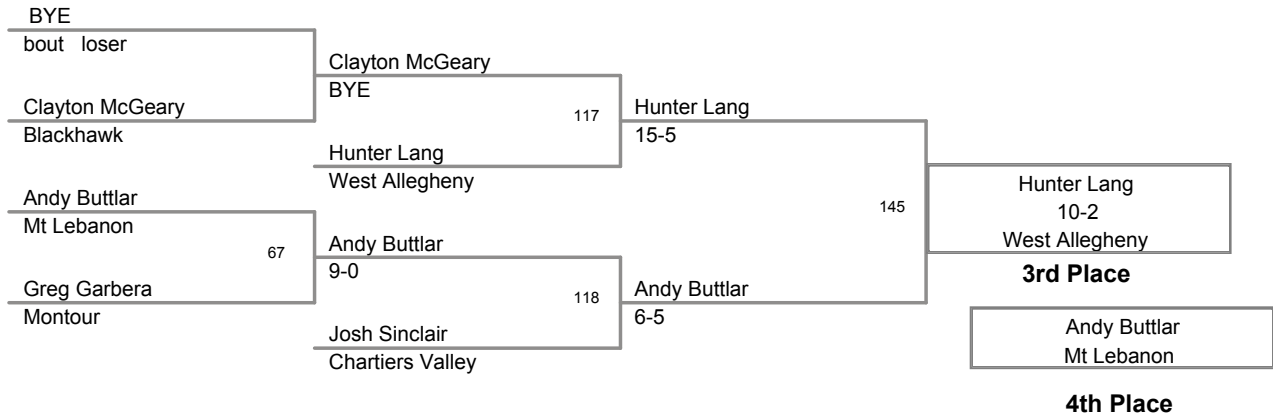 BYE
bout loser
Clayton McGeary
Blackhawk
Andy Buttlar
Mt Lebanon
67
Greg Garbera
Montour
Clayton McGeary
BYE
117
Hunter Lang
West Allegheny
Andy Buttlar
9-0
118
Josh Sinclair
Chartiers Valley
Hunter Lang
15-5
145
Andy Buttlar
6-5
Hunter Lang
10-2
West Allegheny
3rd Place
Andy Buttlar
Mt Lebanon
4th Place